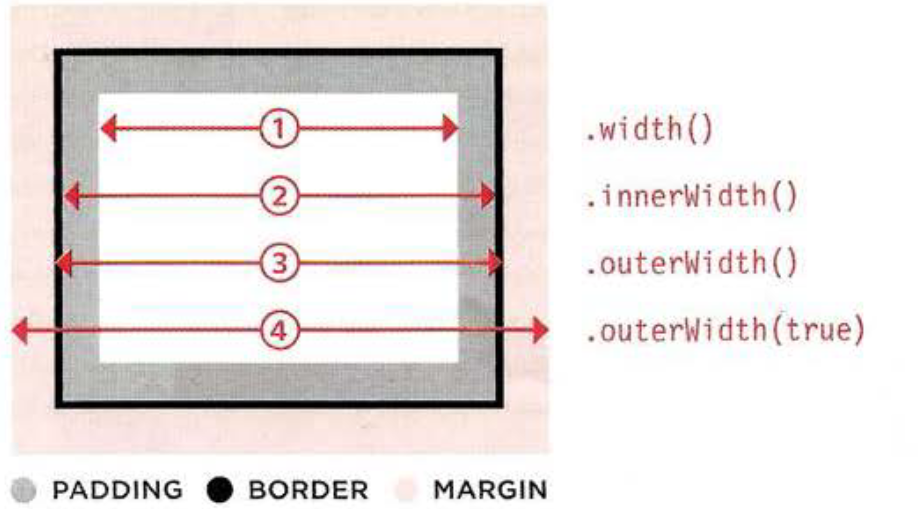 1 .width()
2 .innerWidth()
3 .outerWidth()
4 .outerWidth(true)
PADDING BORDER MARGIN